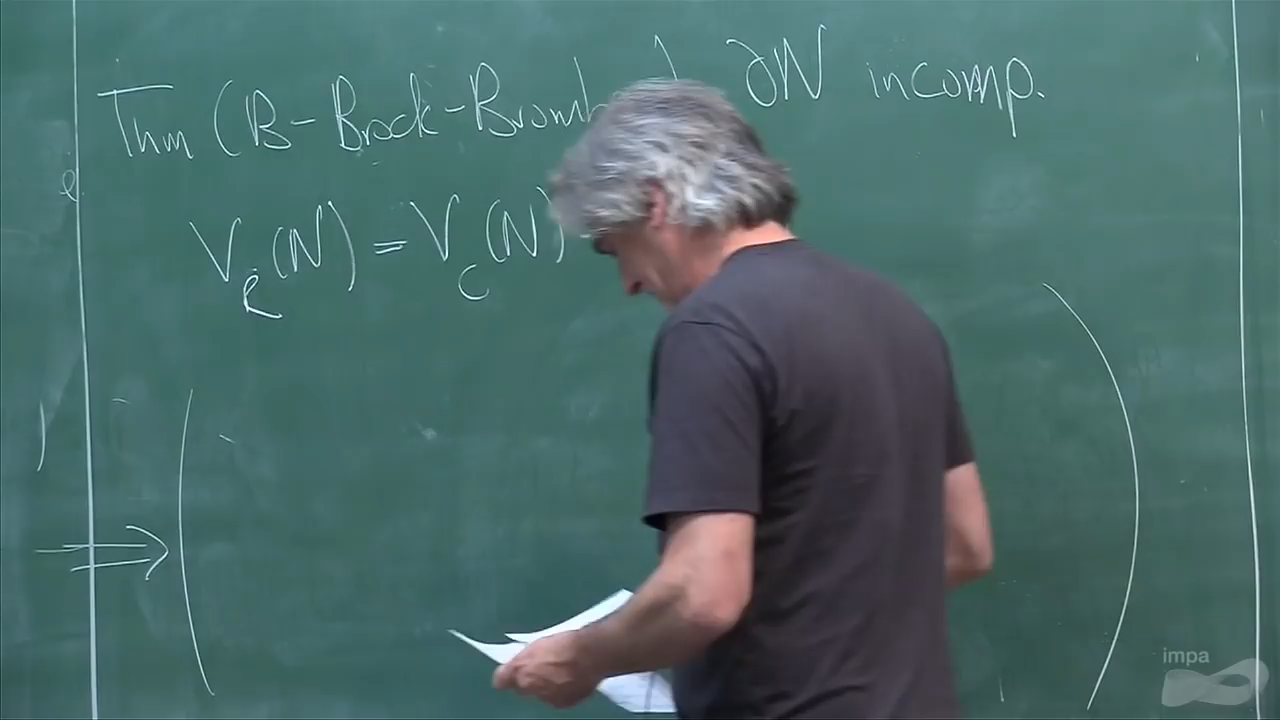 Thm (B-Brock-Bromb ) ∂N incomp.
V_R(N) = V_C(N)
⇒ ( )
impa